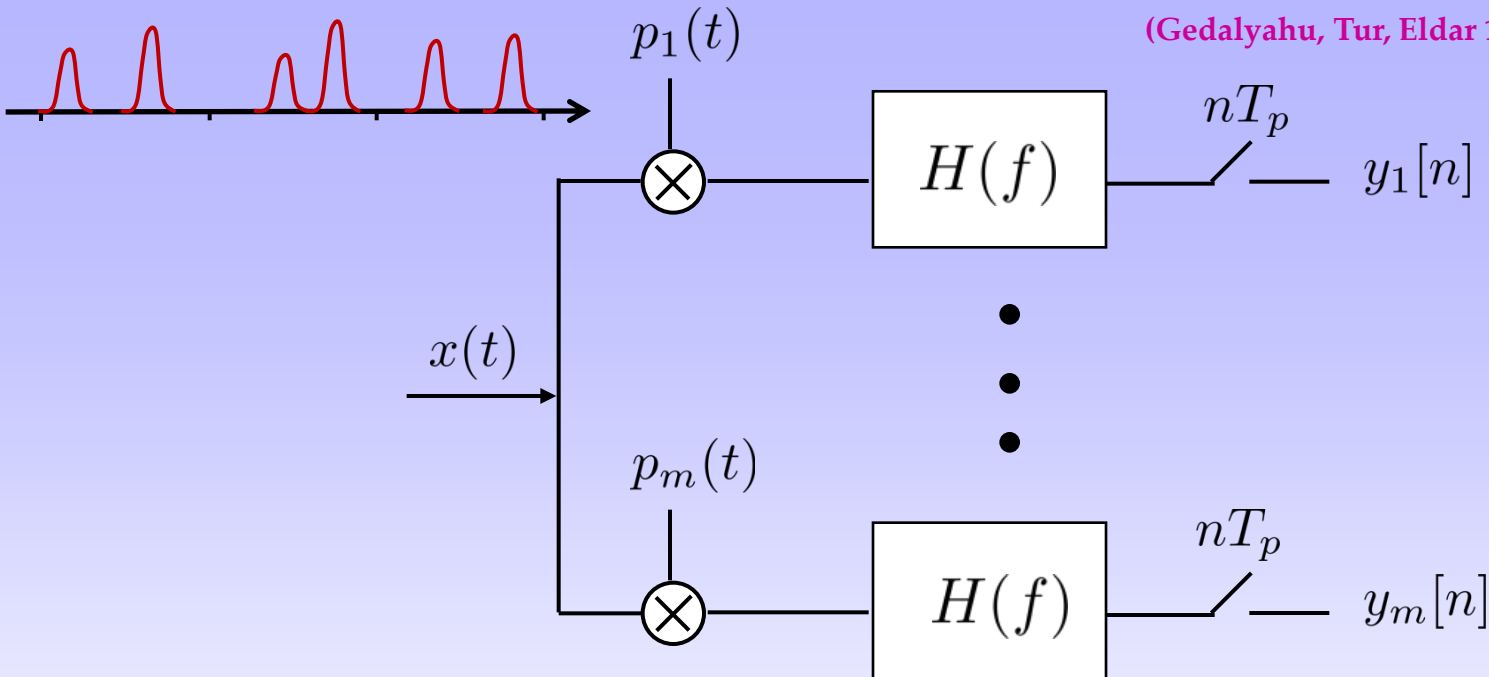 (Gedalyahu, Tur, Eldar
p_1(t)
nT_p
H(f)
y_1[n]
x(t)
p_m(t)
nT_p
H(f)
y_m[n]